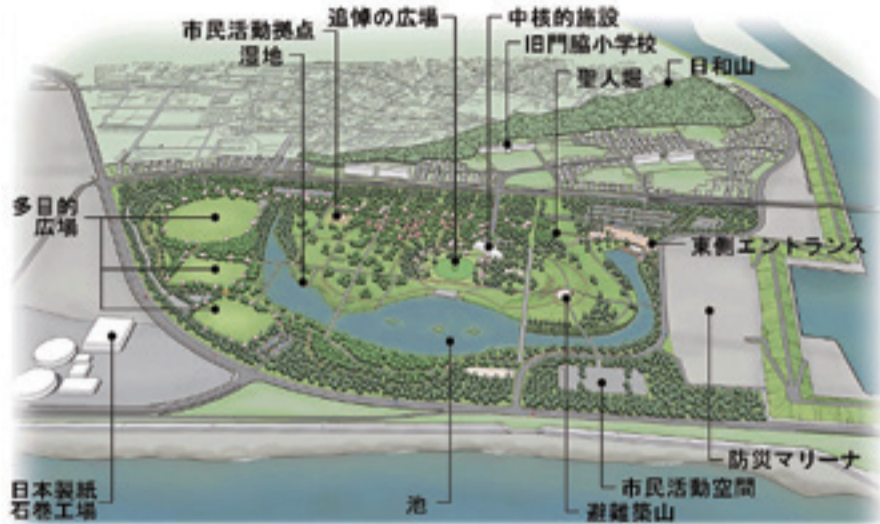 追悼の広場
中核的施設
市民活動拠点
旧門脇小学校
湿地
聖人堀
日和山
多目的
広場
東側エントランス
防災マリーナ
日本製紙
石巻工場
池
市民活動空間
避難築山